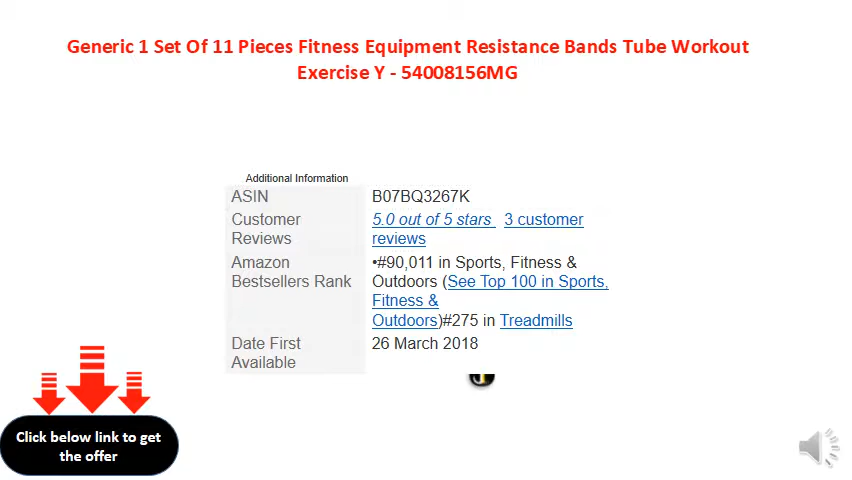 Generic 1 Set Of 11 Pieces Fitness Equipment Resistance Bands Tube Workout
Exercise Y - 54008156MG
Additional Information
ASIN B07BQ3267K
Customer 5.0 out of 5 stars 3 customer
Reviews reviews
Amazon •#90,011 in Sports, Fitness &
Bestsellers Rank Outdoors (See Top 100 in Sports,
Fitness &
Outdoors)#275 in Treadmills
Date First 26 March 2018
Available
Click below link to get
the offer